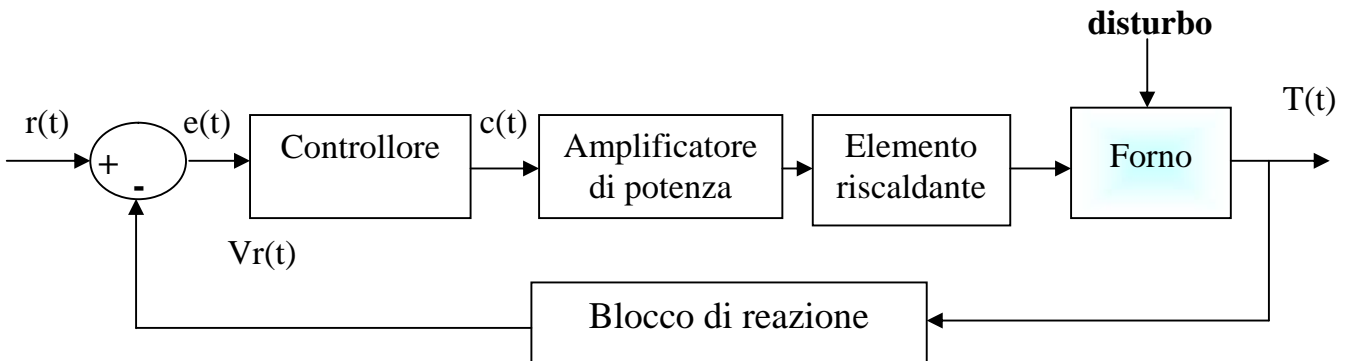 disturbo
r(t)
e(t)
c(t)
T(t)
+
-
Controllore
Amplificatore
di potenza
Elemento
riscaldante
Forno
Vr(t)
Blocco di reazione